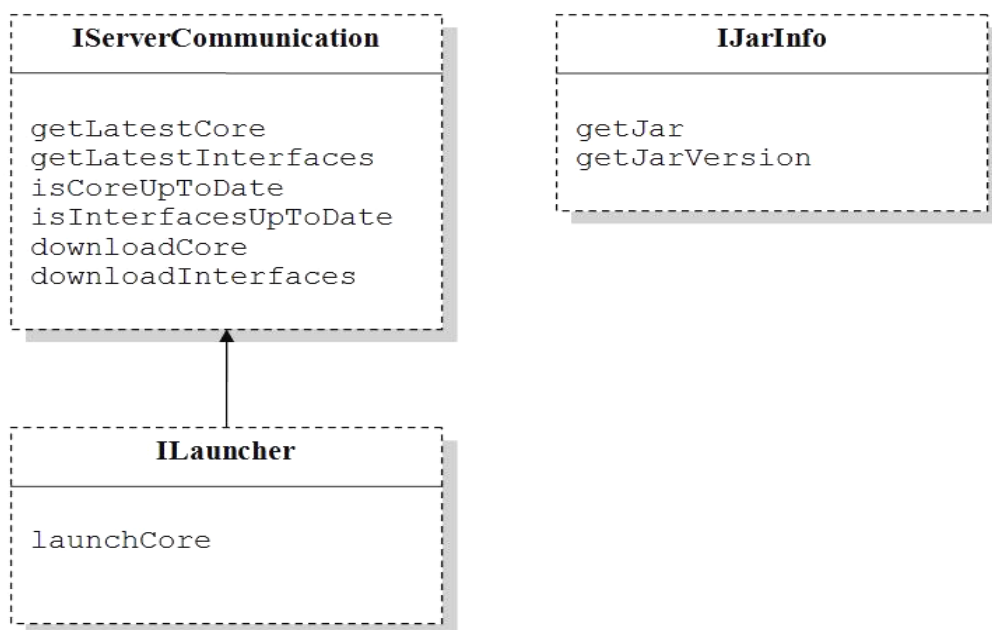 IServerCommunication
getLatestCore
getLatestInterfaces
isCoreUpToDate
isInterfacesUpToDate
downloadCore
downloadInterfaces
IJarInfo
getJar
getJarVersion
ILauncher
launchCore